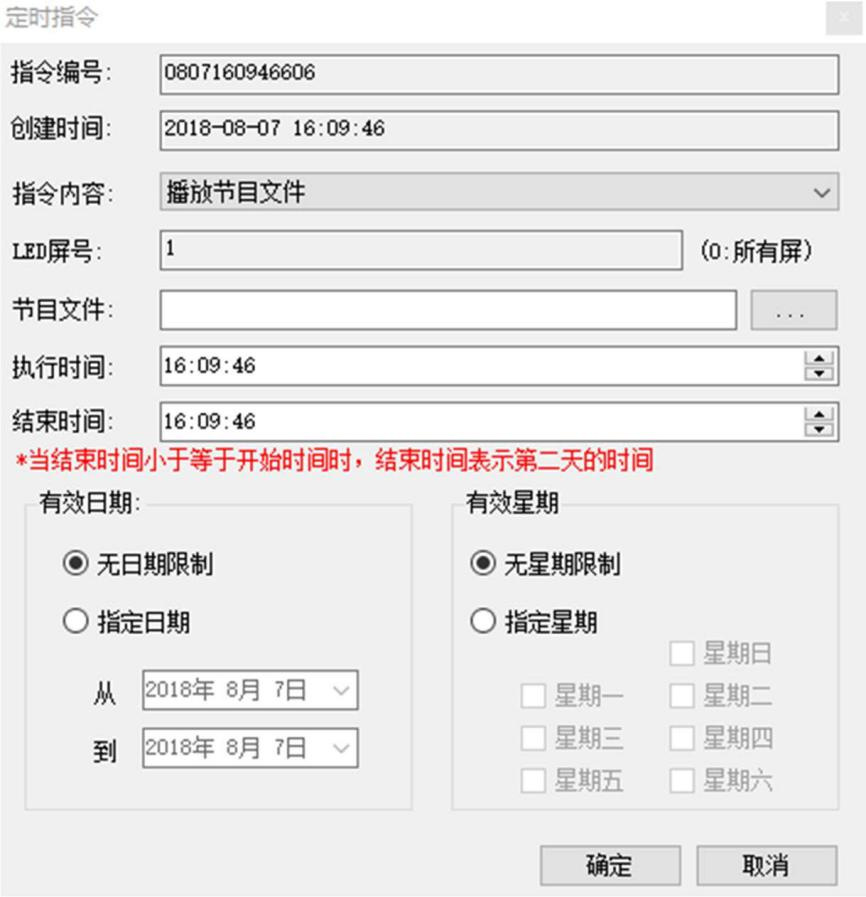 定时指令
指令编号: 0807160946606
创建时间: 2018-08-07 16:09:46
指令内容: 播放节目文件
LED屏号: 1 (0:所有屏)
节目文件: ...
执行时间: 16:09:46
结束时间: 16:09:46
*当结束时间小于等于开始时间时，结束时间表示第二天的时间
有效日期:
无日期限制
指定日期
从 2018年 8月 7日
到 2018年 8月 7日
有效星期
无星期限制
指定星期
星期日
星期一 星期二
星期三 星期四
星期五 星期六
确定 取消